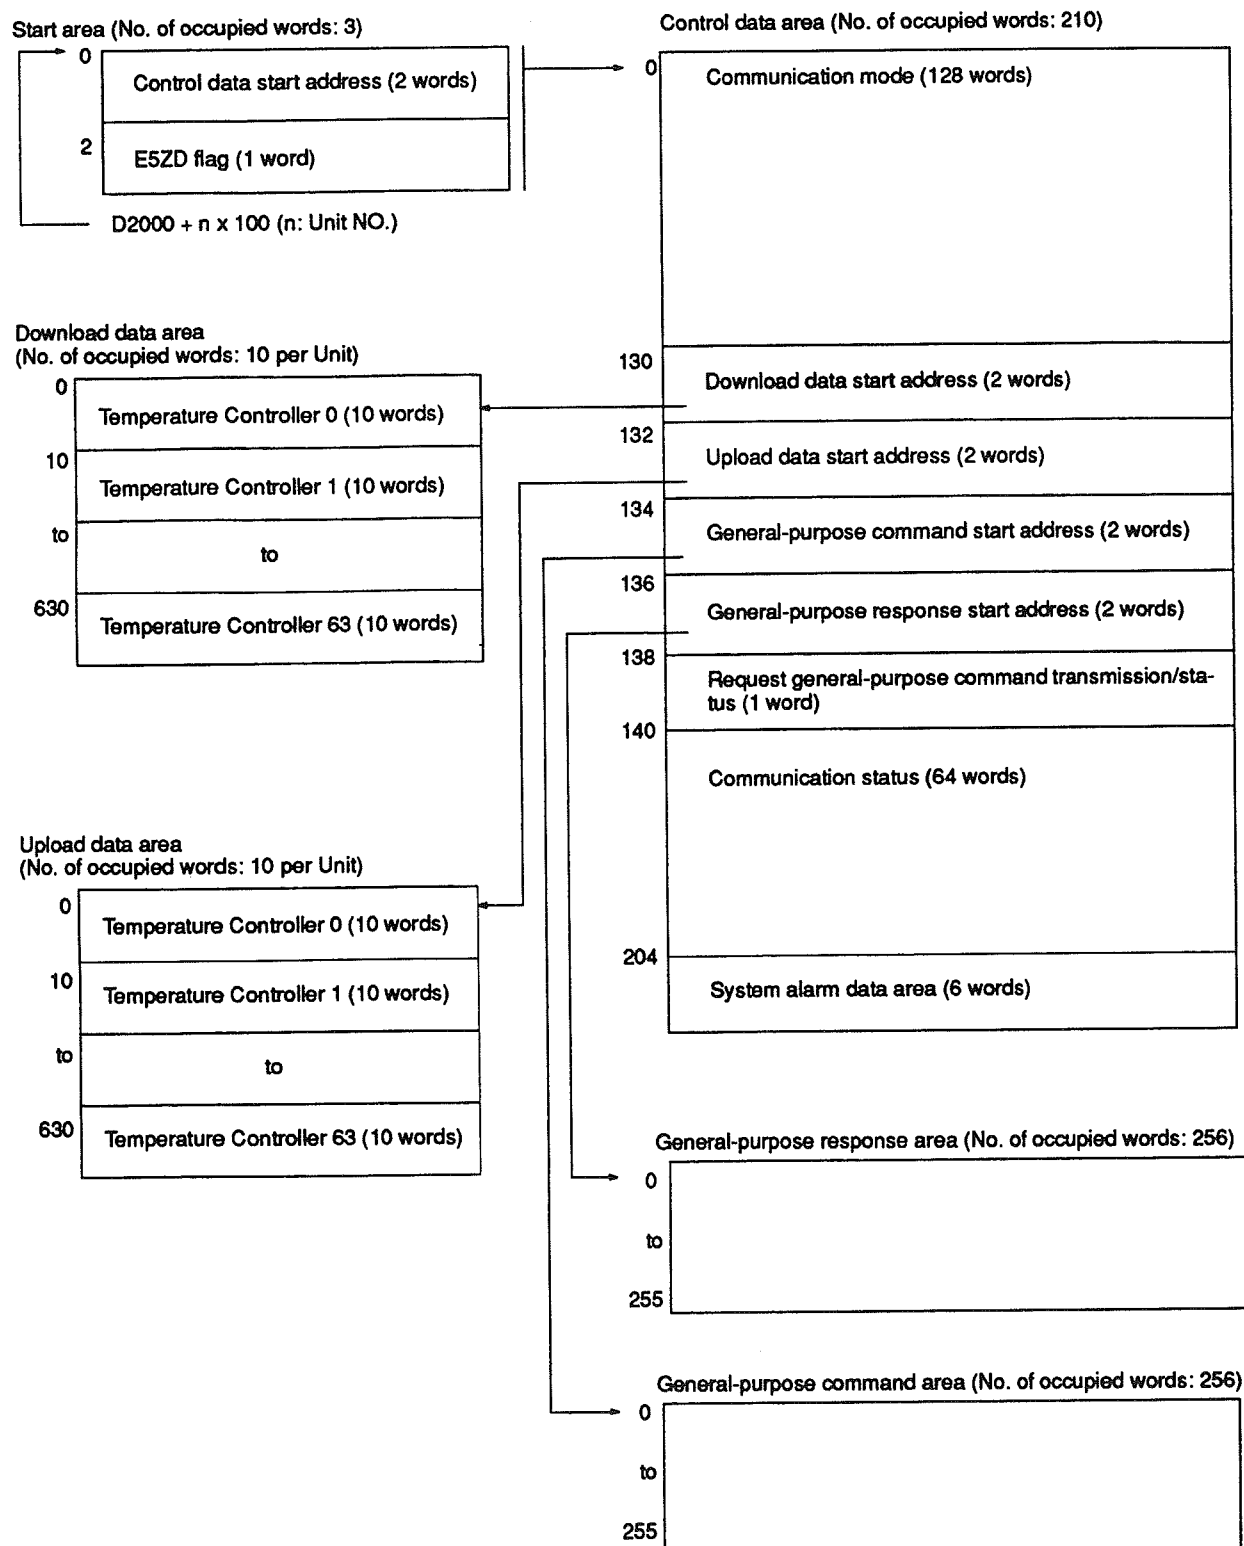 Start area (No. of occupied words: 3)
0
Control data start address (2 words)
2
E5ZD flag (1 word)
D2000 + n x 100 (n: Unit NO.)
Download data area
(No. of occupied words: 10 per Unit)
0
Temperature Controller 0 (10 words)
10
Temperature Controller 1 (10 words)
to
to
630
Temperature Controller 63 (10 words)
Upload data area
(No. of occupied words: 10 per Unit)
0
Temperature Controller 0 (10 words)
10
Temperature Controller 1 (10 words)
to
to
630
Temperature Controller 63 (10 words)
Control data area (No. of occupied words: 210)
0
Communication mode (128 words)
130
Download data start address (2 words)
132
Upload data start address (2 words)
134
General-purpose command start address (2 words)
136
General-purpose response start address (2 words)
138
Request general-purpose command transmission/sta-
tus (1 word)
140
Communication status (64 words)
204
System alarm data area (6 words)
General-purpose response area (No. of occupied words: 256)
0
to
255
General-purpose command area (No. of occupied words: 256)
0
to
255